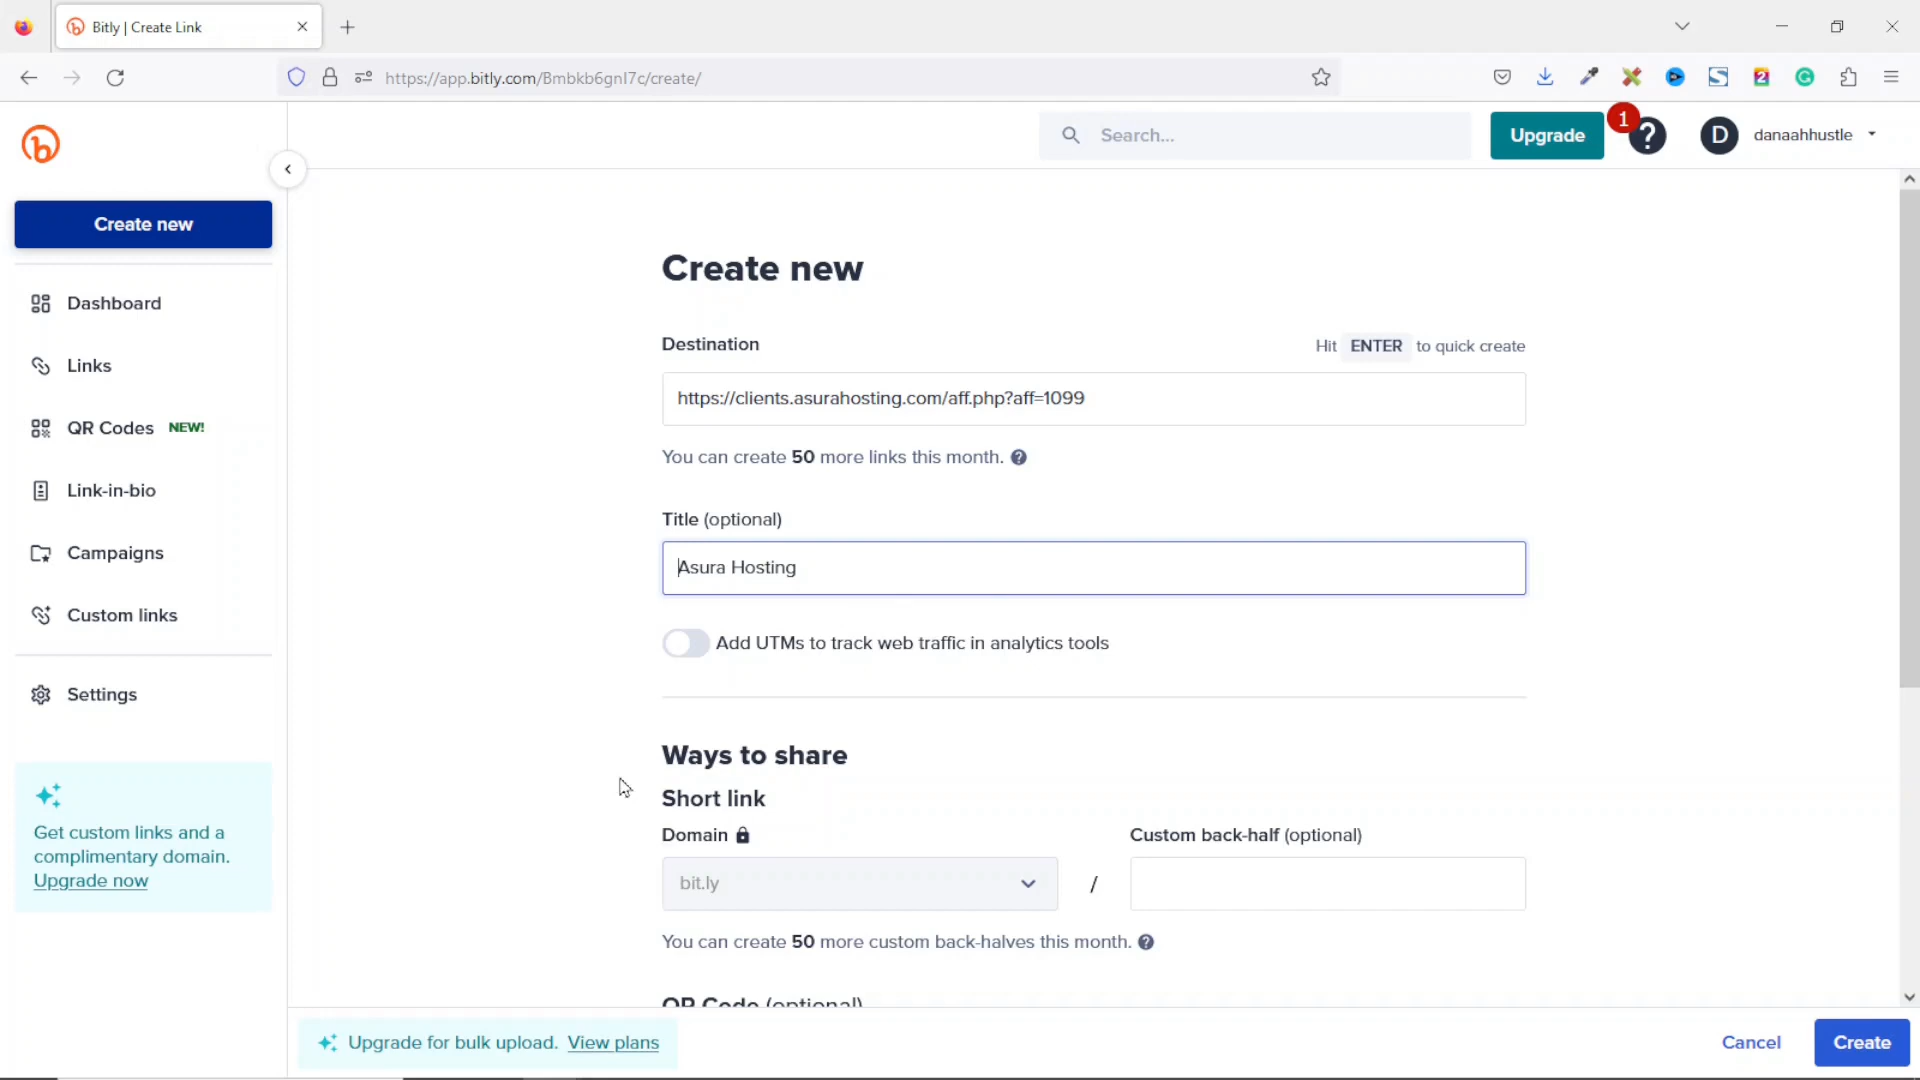 Bitly | Create Link
https://app.bitly.com/Bmbkb6gnI7c/create/
Search...
Upgrade
1
?
D
danaahhustle
Create new
Dashboard
Links
QR Codes NEW!
Link-in-bio
Campaigns
Custom links
Settings
Get custom links and a
complimentary domain.
Upgrade now
Create new
Destination
Hit ENTER to quick create
https://clients.asurahosting.com/aff.php?aff=1099
You can create 50 more links this month. ?
Title (optional)
Asura Hosting
Add UTMs to track web traffic in analytics tools
Ways to share
Short link
Domain
Custom back-half (optional)
bit.ly
/
You can create 50 more custom back-halves this month. ?
QR Code (optional)
Upgrade for bulk upload. View plans
Cancel
Create